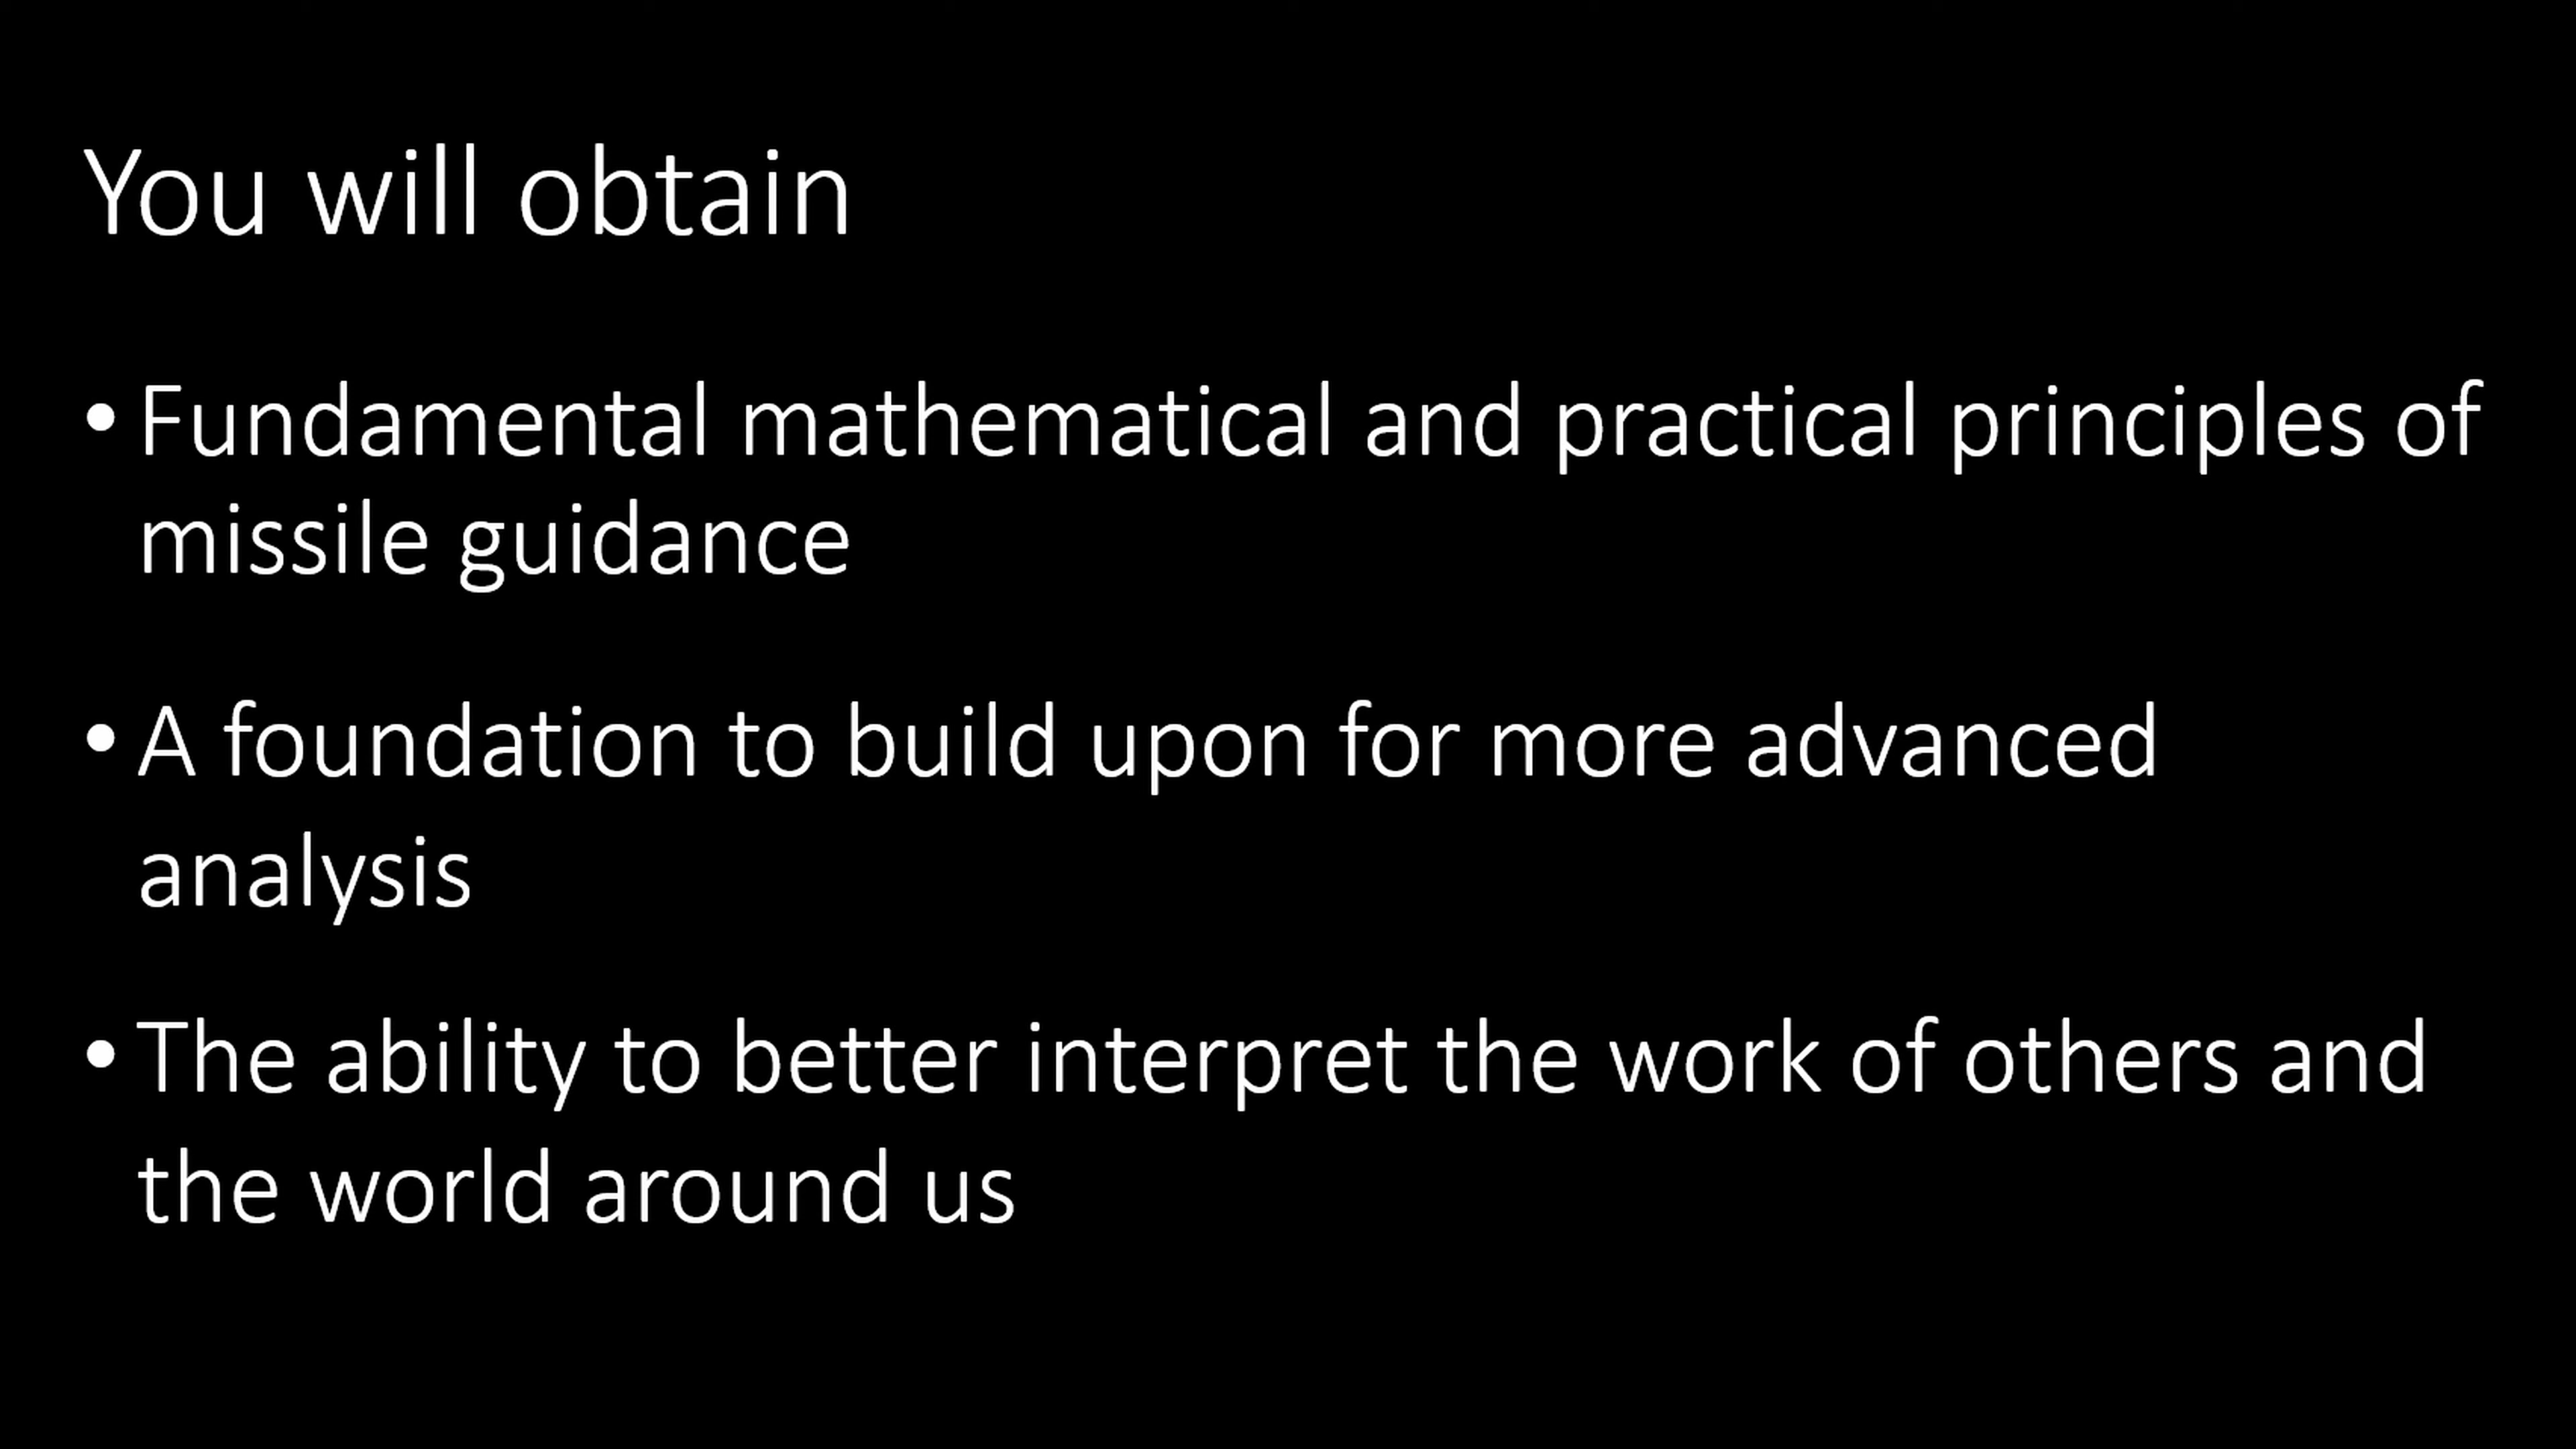 You will obtain
• Fundamental mathematical and practical principles of
missile guidance
• A foundation to build upon for more advanced
analysis
• The ability to better interpret the work of others and
the world around us